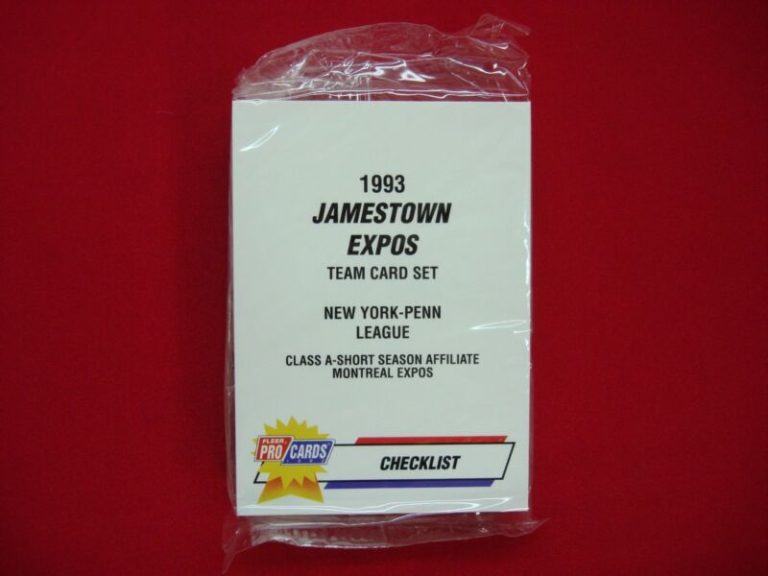 1993
JAMESTOWN
EXPOS
TEAM CARD SET
NEW YORK-PENN
LEAGUE
CLASS A-SHORT SEASON AFFILIATE
MONTREAL EXPOS
FLEER
PRO CARDS
CHECKLIST